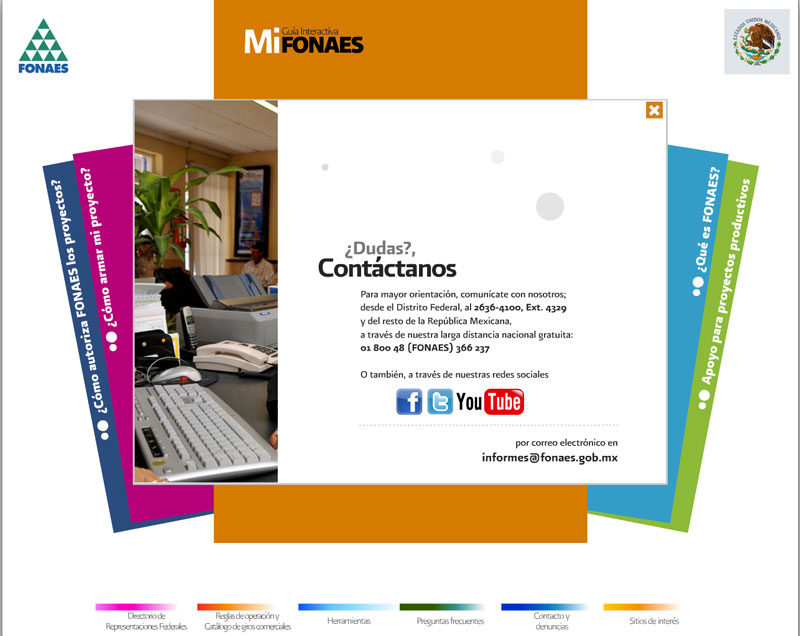 FONAES
Guía Interactiva
MiFONAES
ESTADOS UNIDOS MEXICANOS
¿Cómo autoriza FONAES los proyectos?
¿Cómo armar mi proyecto?
¿Dudas?,
Contáctanos
Para mayor orientación, comunícate con nosotros;
desde el Distrito Federal, al 2636-4100, Ext. 4329
y del resto de la República Mexicana,
a través de nuestra larga distancia nacional gratuita:
01 800 48 (FONAES) 366 237
O también, a través de nuestras redes sociales
f t YouTube
por correo electrónico en
informes@fonaes.gob.mx
¿Qué es FONAES?
Apoyo para proyectos productivos
Directorio de
Representaciones Federales
Reglas de operación y
Catálogo de giros comerciales
Herramientas
Preguntas frecuentes
Contacto y
denuncias
Sitios de interés